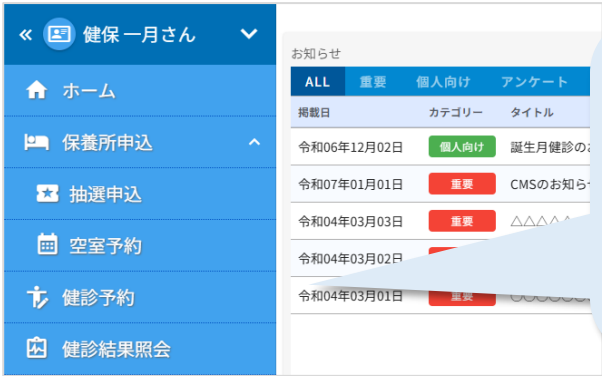 健保 一月さん
ホーム
保養所申込
抽選申込
空室予約
健診予約
健診結果照会
お知らせ
ALL 重要 個人向け アンケート
掲載日 カテゴリー タイトル
令和06年12月02日 個人向け 誕生月健診の
令和07年01月01日 重要 CMSのお知ら
令和04年03月03日 重要 △△△△
令和04年03月02日
令和04年03月01日 重要 〇〇〇〇〇〇